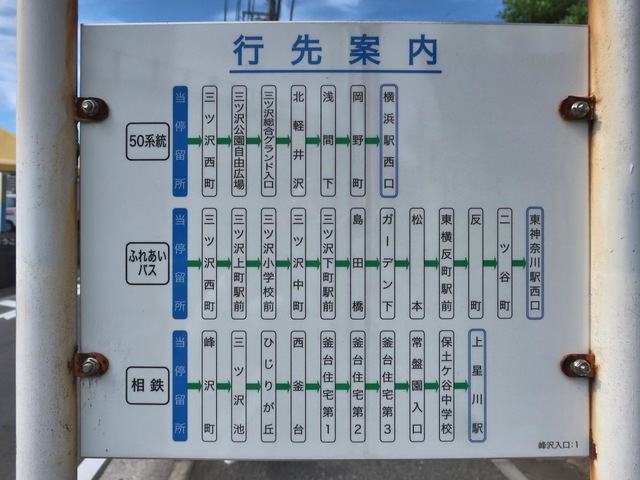 行先案内
50系統
当停留所
三ツ沢西町
三ツ沢公園自由広場
三ツ沢総合グランド入口
北軽井沢
浅間下
岡野町
横浜駅西口
ふれあいバス
当停留所
三ツ沢西町
三ツ沢上町駅前
三ツ沢小学校前
三ツ沢中町
三ツ沢下町駅前
島田橋
ガーデン下
松本
東横反町駅前
反町
二ツ谷町
東神奈川駅西口
相鉄
当停留所
峰沢町
三ツ沢池
ひじりが丘
西釜台
釜台住宅第1
釜台住宅第2
釜台住宅第3
常盤園入口
保土ケ谷中学校
上星川駅
峰沢入口:1